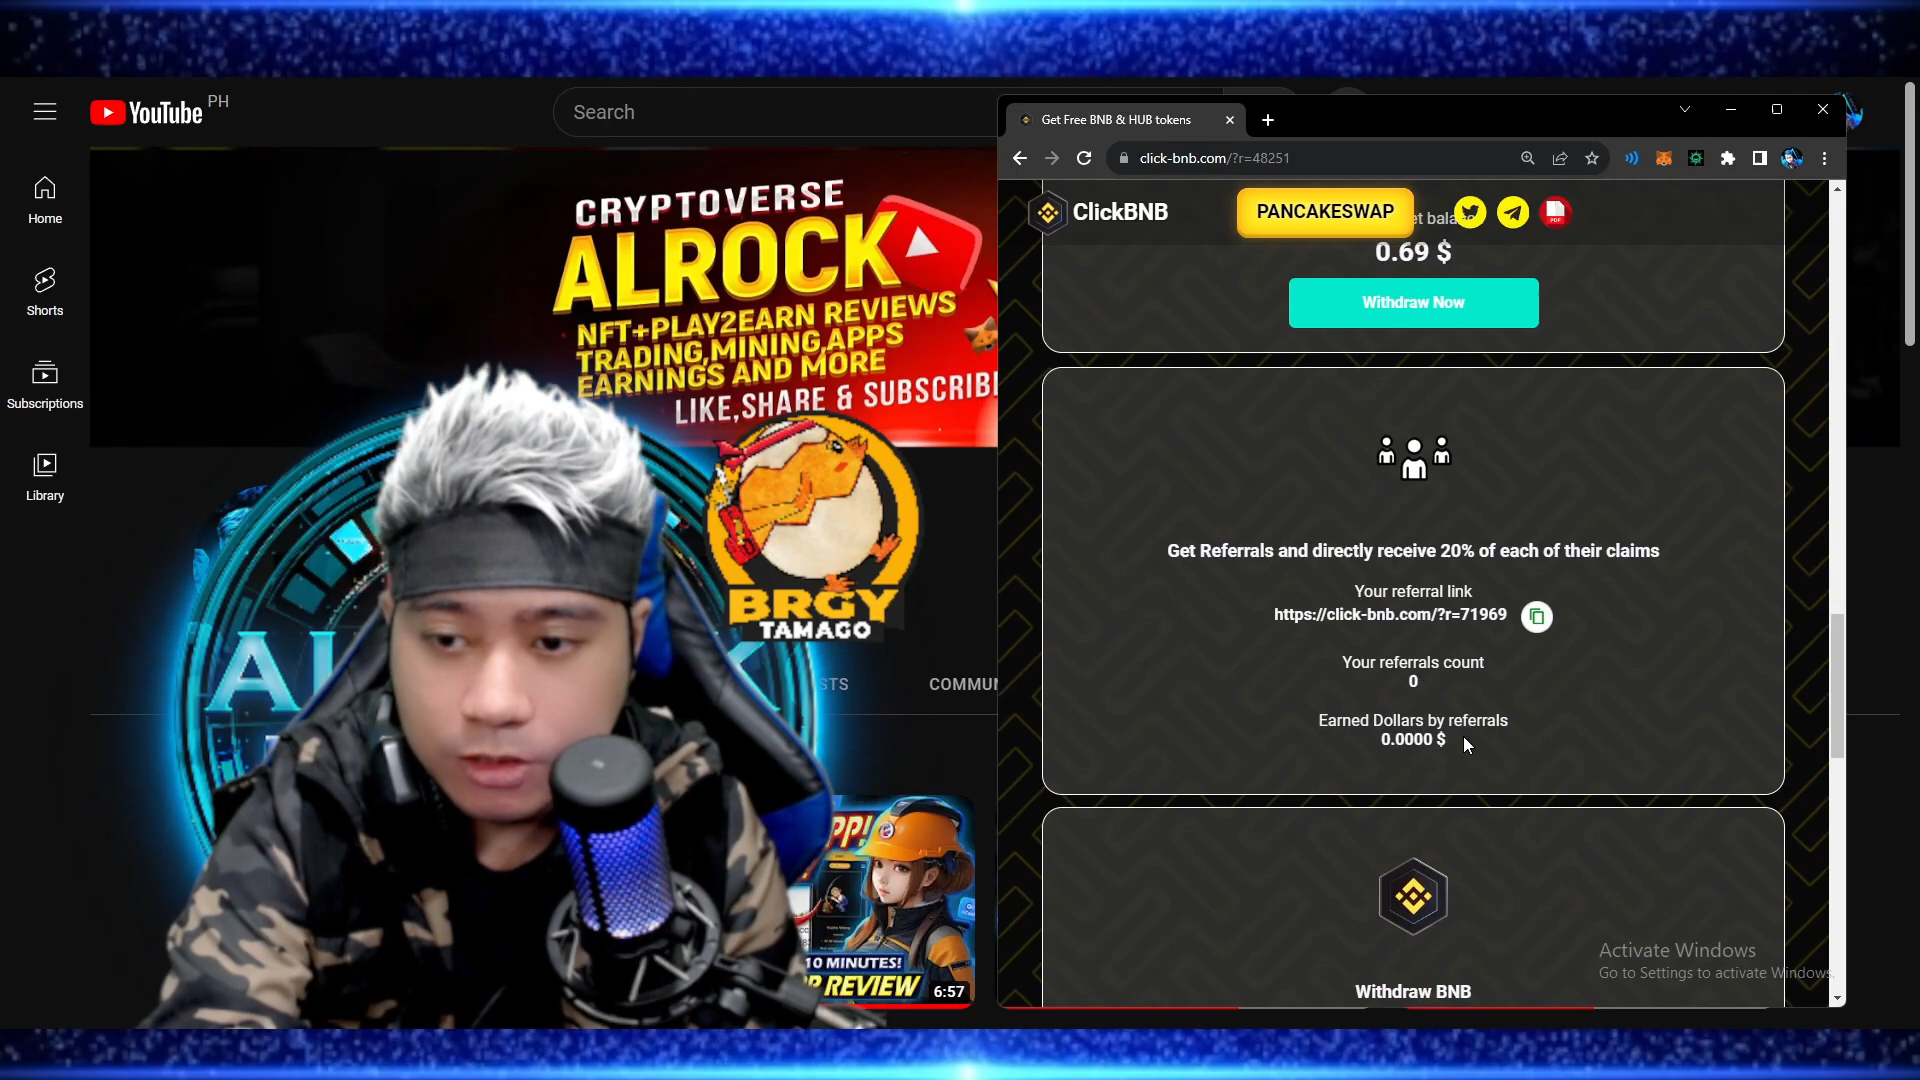 YouTube PH
Search
Home
Shorts
Subscriptions
Library
CRYPTOVERSE
ALROCK
NFT+PLAY2EARN REVIEWS
TRADING,MINING,APPS
EARNINGS AND MORE
LIKE,SHARE & SUBSCRIBE
BRGY
TAMAGO
STS
COMMUN
10 MINUTES!
REVIEW
6:57
Get Free BNB & HUB tokens
click-bnb.com/?r=48251
ClickBNB
PANCAKESWAP
PDF
0.69 $
Withdraw Now
Get Referrals and directly receive 20% of each of their claims
Your referral link
https://click-bnb.com/?r=71969
Your referrals count
0
Earned Dollars by referrals
0.0000 $
Withdraw BNB
Activate Windows
Go to Settings to activate Windows.